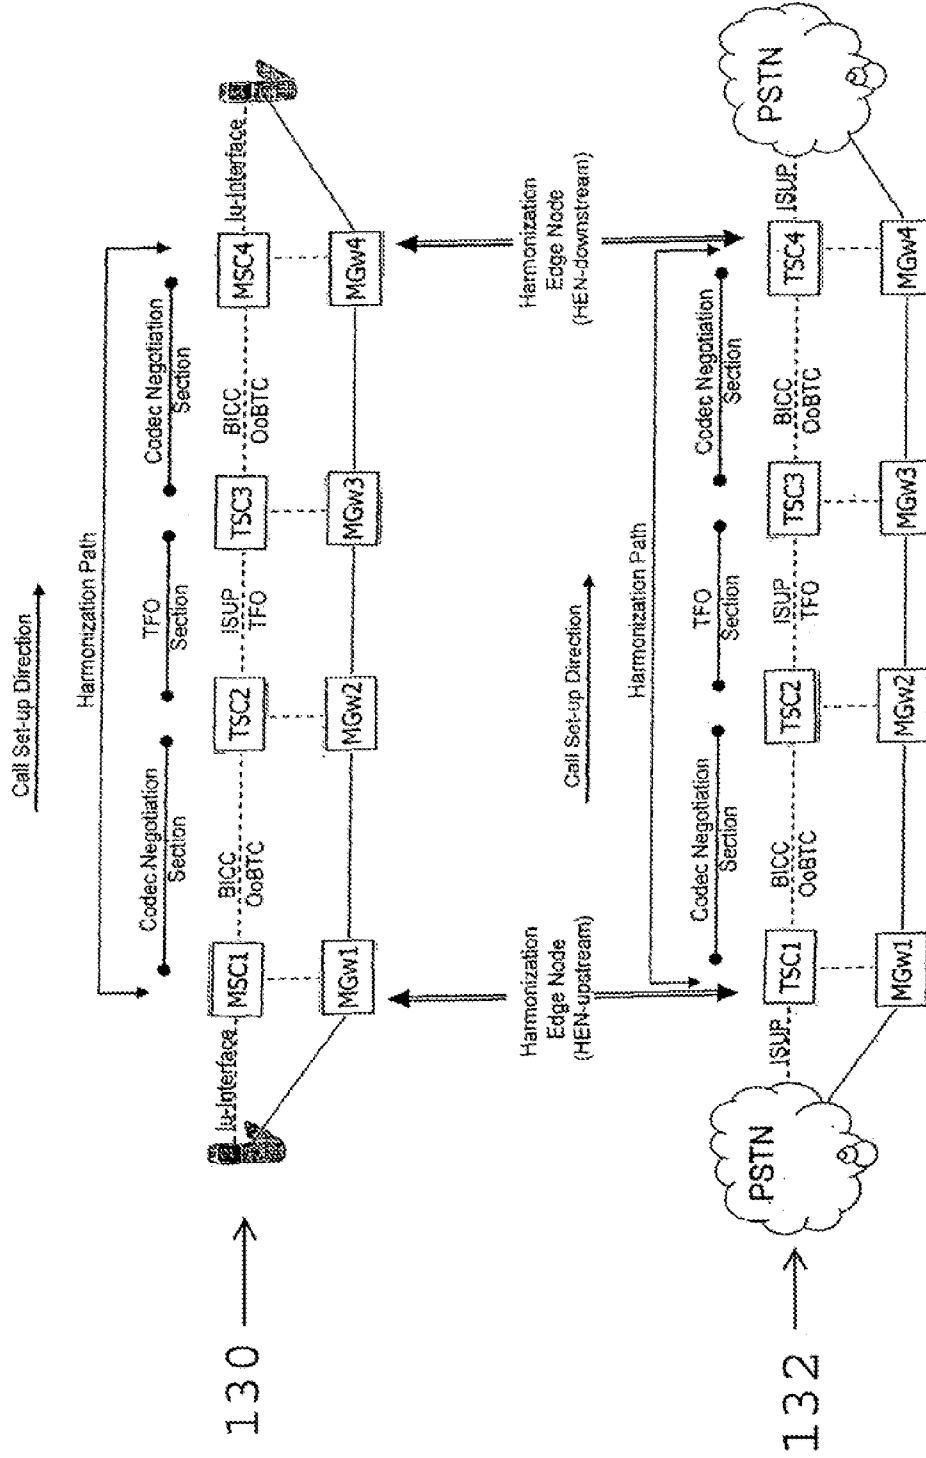 Call Set-up Direction
Harmonization Path
Codec Negotiation
Section
TFO
Section
Codec Negotiation
Section
Iu-Interface
MSC1
BICC
OoBTC
TSC2
ISUP
TFO
TSC3
BICC
OoBTC
MSC4
Iu-Interface
MGw1
MGw2
MGw3
MGw4
130
Harmonization
Edge Node
(HEN-upstream)
Harmonization
Edge Node
(HEN-downstream)
Call Set-up Direction
Harmonization Path
Codec Negotiation
Section
TFO
Section
Codec Negotiation
Section
PSTN
ISUP
TSC1
BICC
OoBTC
TSC2
ISUP
TFO
TSC3
BICC
OoBTC
TSC4
ISUP
PSTN
MGw1
MGw2
MGw3
MGw4
132